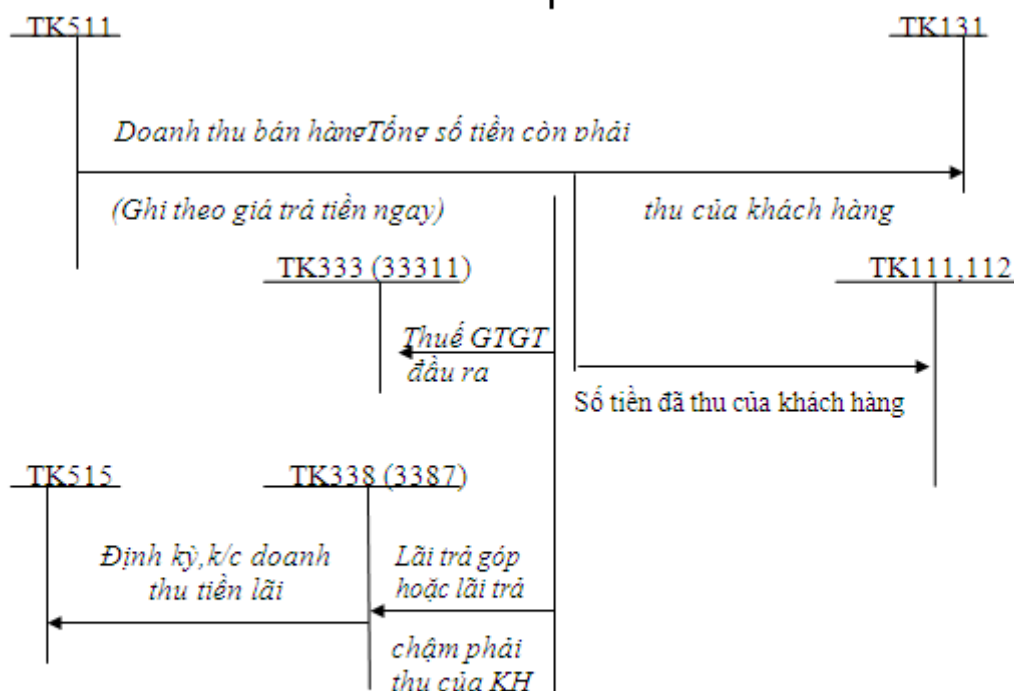 TK511 TK131
Doanh thu bán hàngTổng số tiền còn phải
(Ghi theo giá trả tiền ngay) thu của khách hàng
TK333 (33311) TK111,112
Thuế GTGT
đầu ra
Số tiền đã thu của khách hàng
TK515 TK338 (3387)
Định kỳ,k/c doanh
thu tiền lãi
Lãi trả góp
hoặc lãi trả
chậm phải
thu của KH